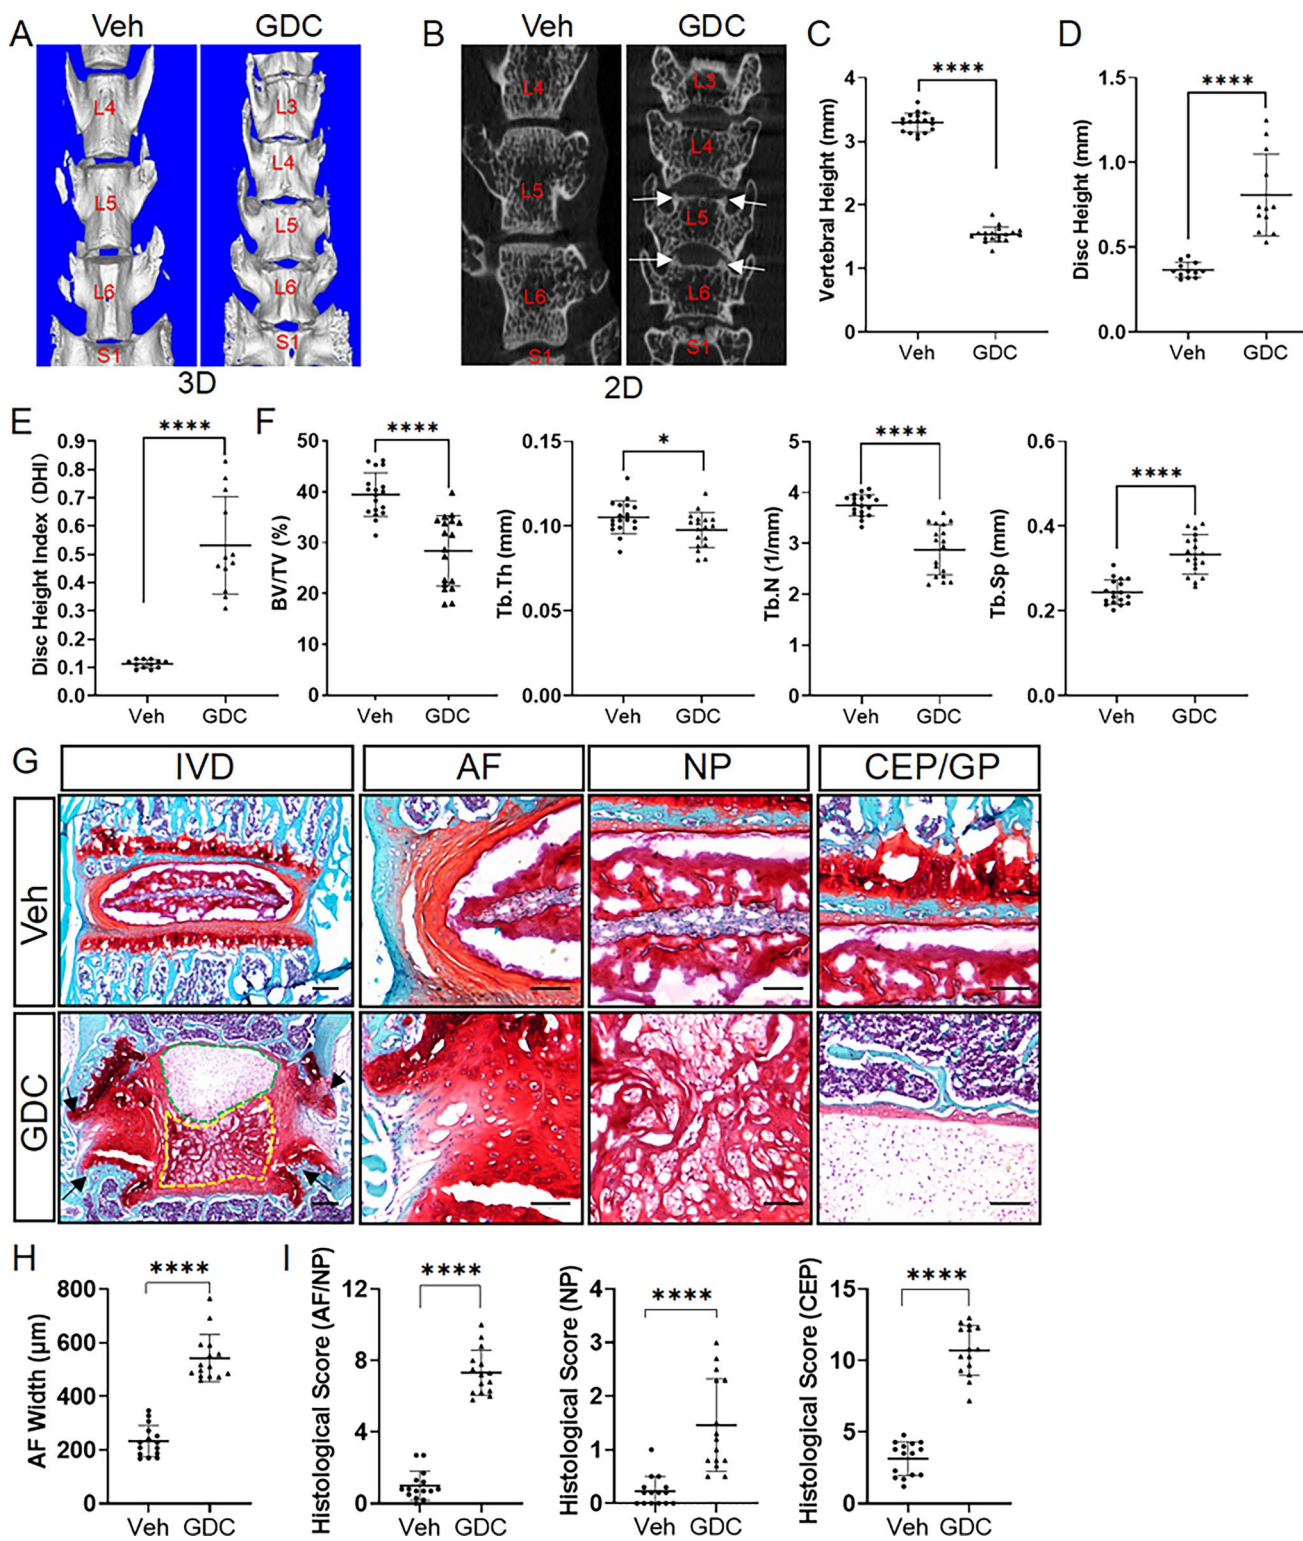 A
Veh
GDC
L4
L5
L6
S1
L3
L4
L5
L6
S1
3D
B
Veh
GDC
L4
L5
L6
S1
L3
L4
L5
L6
S1
2D
C
Vertebral Height (mm)
4
3
2
1
0
****
Veh
GDC
D
Disc Height (mm)
1.5
1.0
0.5
0.0
****
Veh
GDC
E
Disc Height Index (DHI)
0.9
0.8
0.7
0.6
0.5
0.4
0.3
0.2
0.1
0.0
****
Veh
GDC
F
BV/TV (%)
50
40
30
20
10
0
****
Veh
GDC
Tb.Th (mm)
0.15
0.10
0.05
0.00
*
Veh
GDC
Tb.N (1/mm)
5
4
3
2
1
0
****
Veh
GDC
Tb.Sp (mm)
0.6
0.4
0.2
0.0
****
Veh
GDC
G
IVD
AF
NP
CEP/GP
Veh
GDC
H
AF Width (μm)
800
600
400
200
0
****
Veh
GDC
I
Histological Score (AF/NP)
12
8
4
0
****
Veh
GDC
Histological Score (NP)
4
3
2
1
0
****
Veh
GDC
Histological Score (CEP)
15
10
5
0
****
Veh
GDC